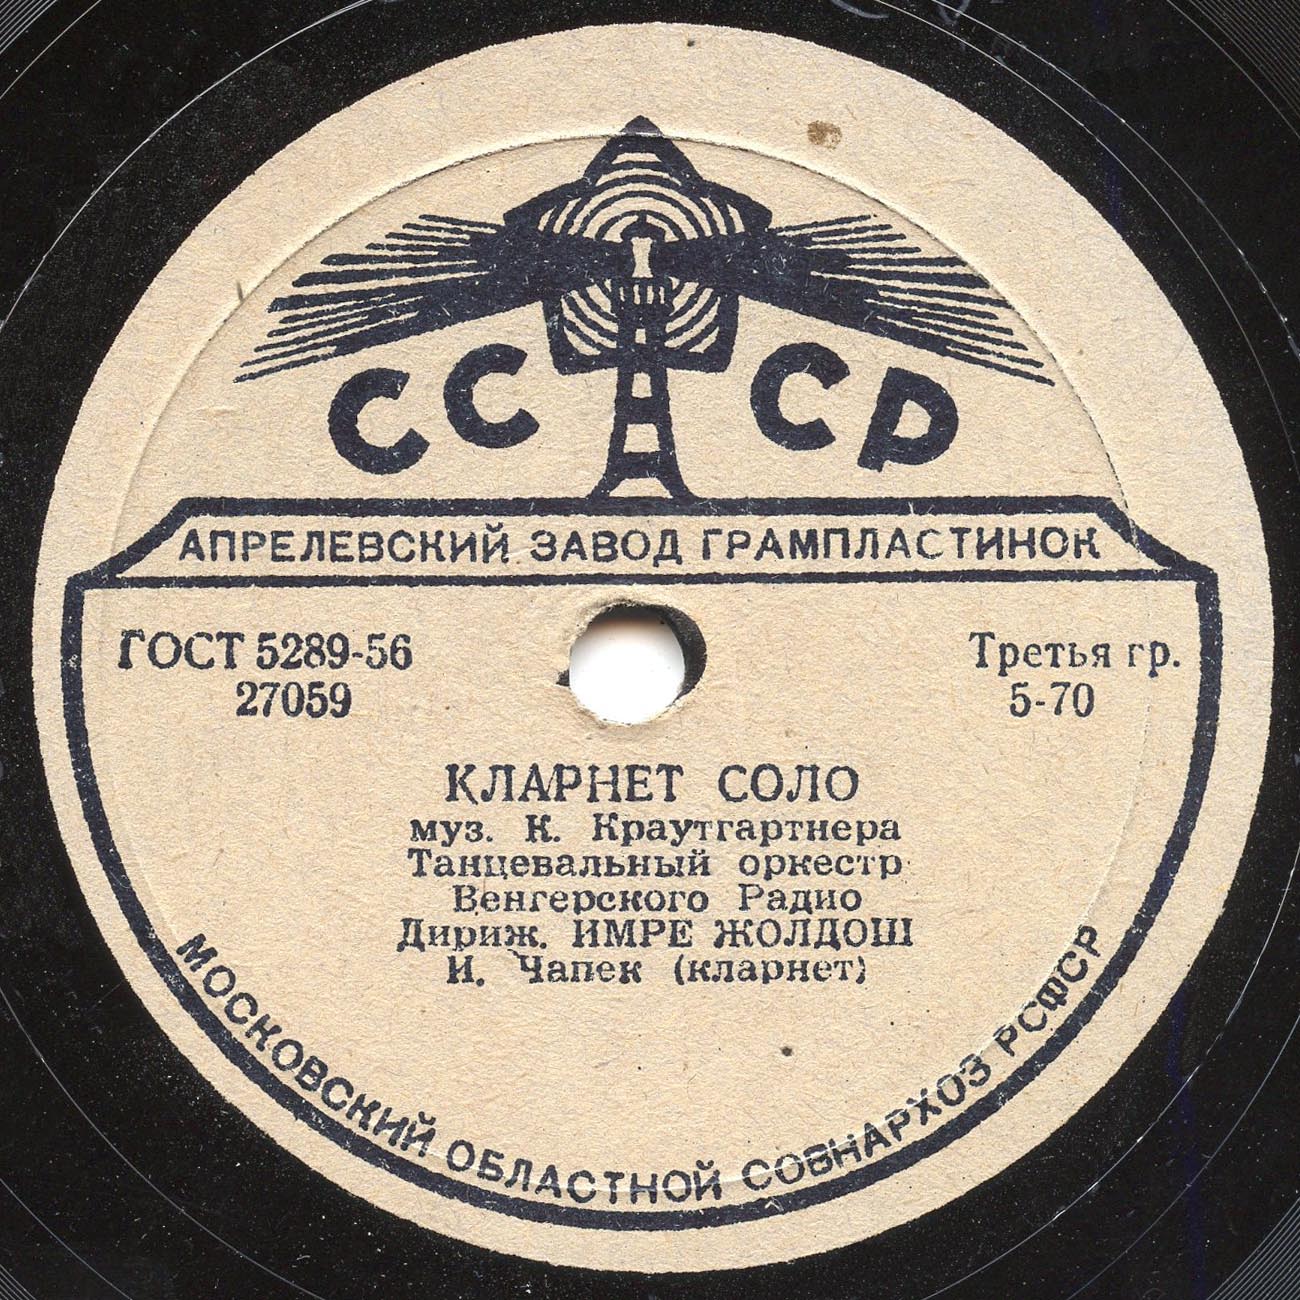 СССР
АПРЕЛЕВСКИЙ ЗАВОД ГРАМПЛАСТИНОК
ГОСТ 5289-56
27059
Третья гр.
5-70
КЛАРНЕТ СОЛО
муз. К. Краутгартнера
Танцевальный оркестр
Венгерского Радио
Дириж. ИМРЕ ЖОЛДОШ
И. Чапек (кларнет)
МОСКОВСКИЙ ОБЛАСТНОЙ СОВНАРХОЗ РСФСР